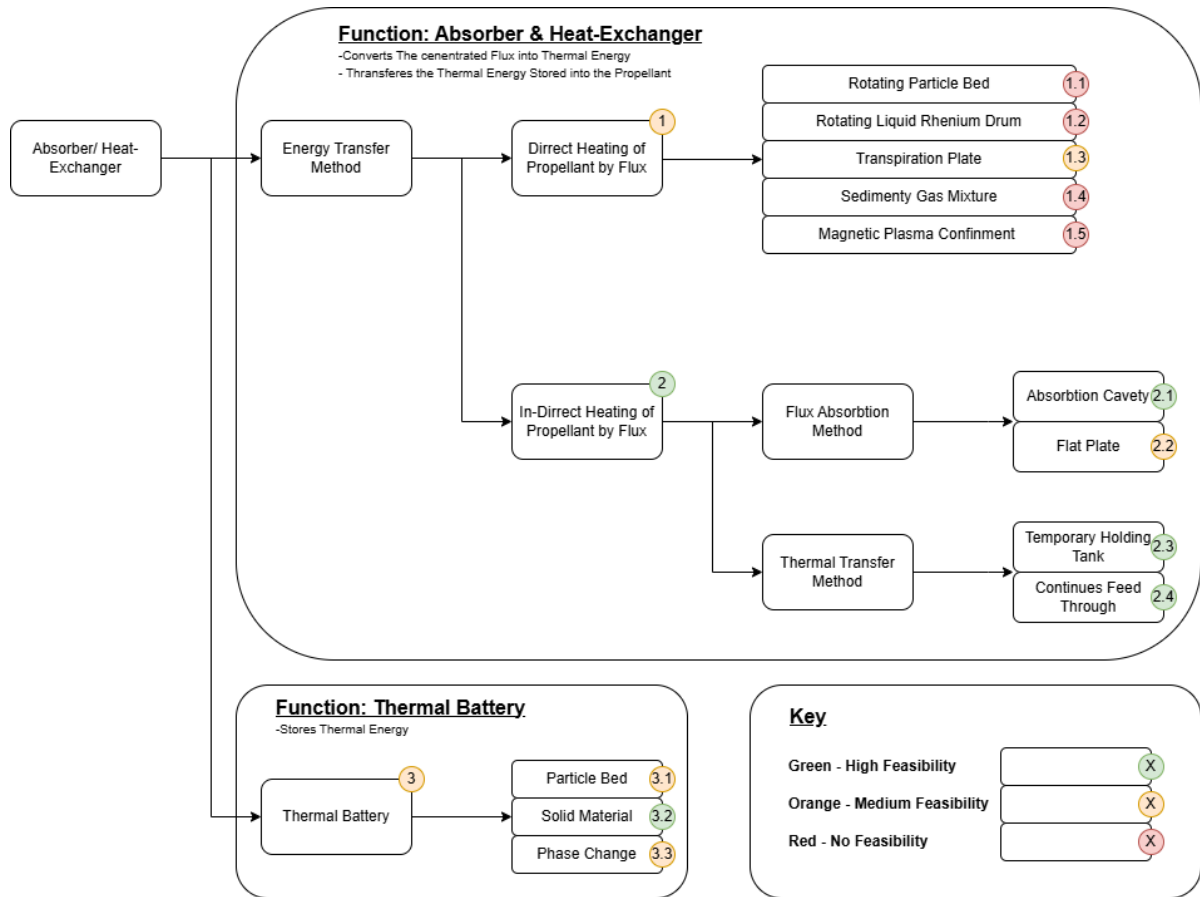 Function: Absorber & Heat-Exchanger
-Converts The cenentrated Flux into Thermal Energy
- Thransferes the Thermal Energy Stored into the Propellant
Absorber/ Heat-
Exchanger
Energy Transfer
Method
1
Dirrect Heating of
Propellant by Flux
Rotating Particle Bed
1.1
Rotating Liquid Rhenium Drum
1.2
Transpiration Plate
1.3
Sedimenty Gas Mixture
1.4
Magnetic Plasma Confinment
1.5
2
In-Dirrect Heating of
Propellant by Flux
Flux Absorbtion
Method
Absorbtion Cavety
2.1
Flat Plate
2.2
Thermal Transfer
Method
Temporary Holding
Tank
2.3
Continues Feed
Through
2.4
Function: Thermal Battery
-Stores Thermal Energy
3
Thermal Battery
Particle Bed
3.1
Solid Material
3.2
Phase Change
3.3
Key
Green - High Feasibility
X
Orange - Medium Feasibility
X
Red - No Feasibility
X